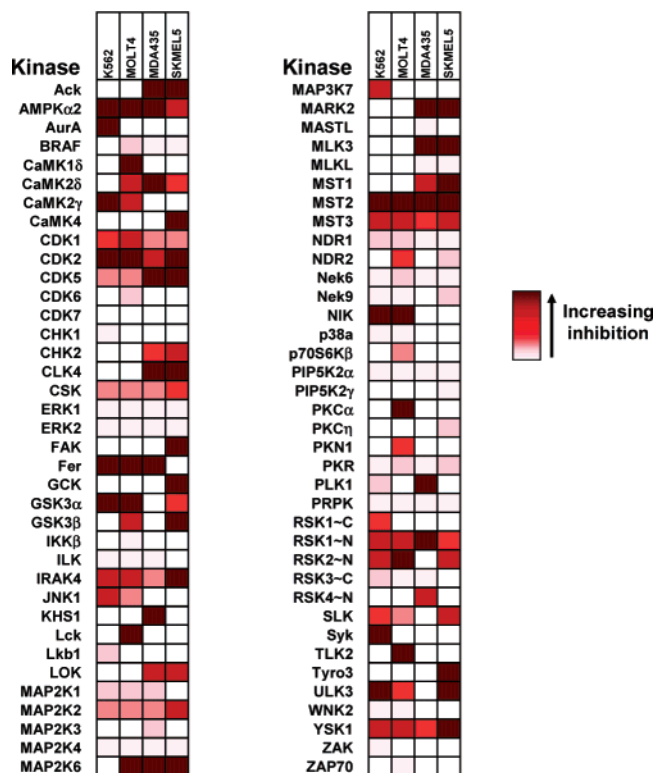 Kinase
K562
MOLT4
MDA435
SKMEL5
Ack
AMPKα2
AurA
BRAF
CaMK1δ
CaMK2δ
CaMK2γ
CaMK4
CDK1
CDK2
CDK5
CDK6
CDK7
CHK1
CHK2
CLK4
CSK
ERK1
ERK2
FAK
Fer
GCK
GSK3α
GSK3β
IKKβ
ILK
IRAK4
JNK1
KHS1
Lck
Lkb1
LOK
MAP2K1
MAP2K2
MAP2K3
MAP2K4
MAP2K6
Kinase
K562
MOLT4
MDA435
SKMEL5
MAP3K7
MARK2
MASTL
MLK3
MLKL
MST1
MST2
MST3
NDR1
NDR2
Nek6
Nek9
NIK
p38a
p70S6Kβ
PIP5K2α
PIP5K2γ
PKCα
PKCη
PKN1
PKR
PLK1
PRPK
RSK1~C
RSK1~N
RSK2~N
RSK3~C
RSK4~N
SLK
Syk
TLK2
Tyro3
ULK3
WNK2
YSK1
ZAK
ZAP70
Increasing
inhibition